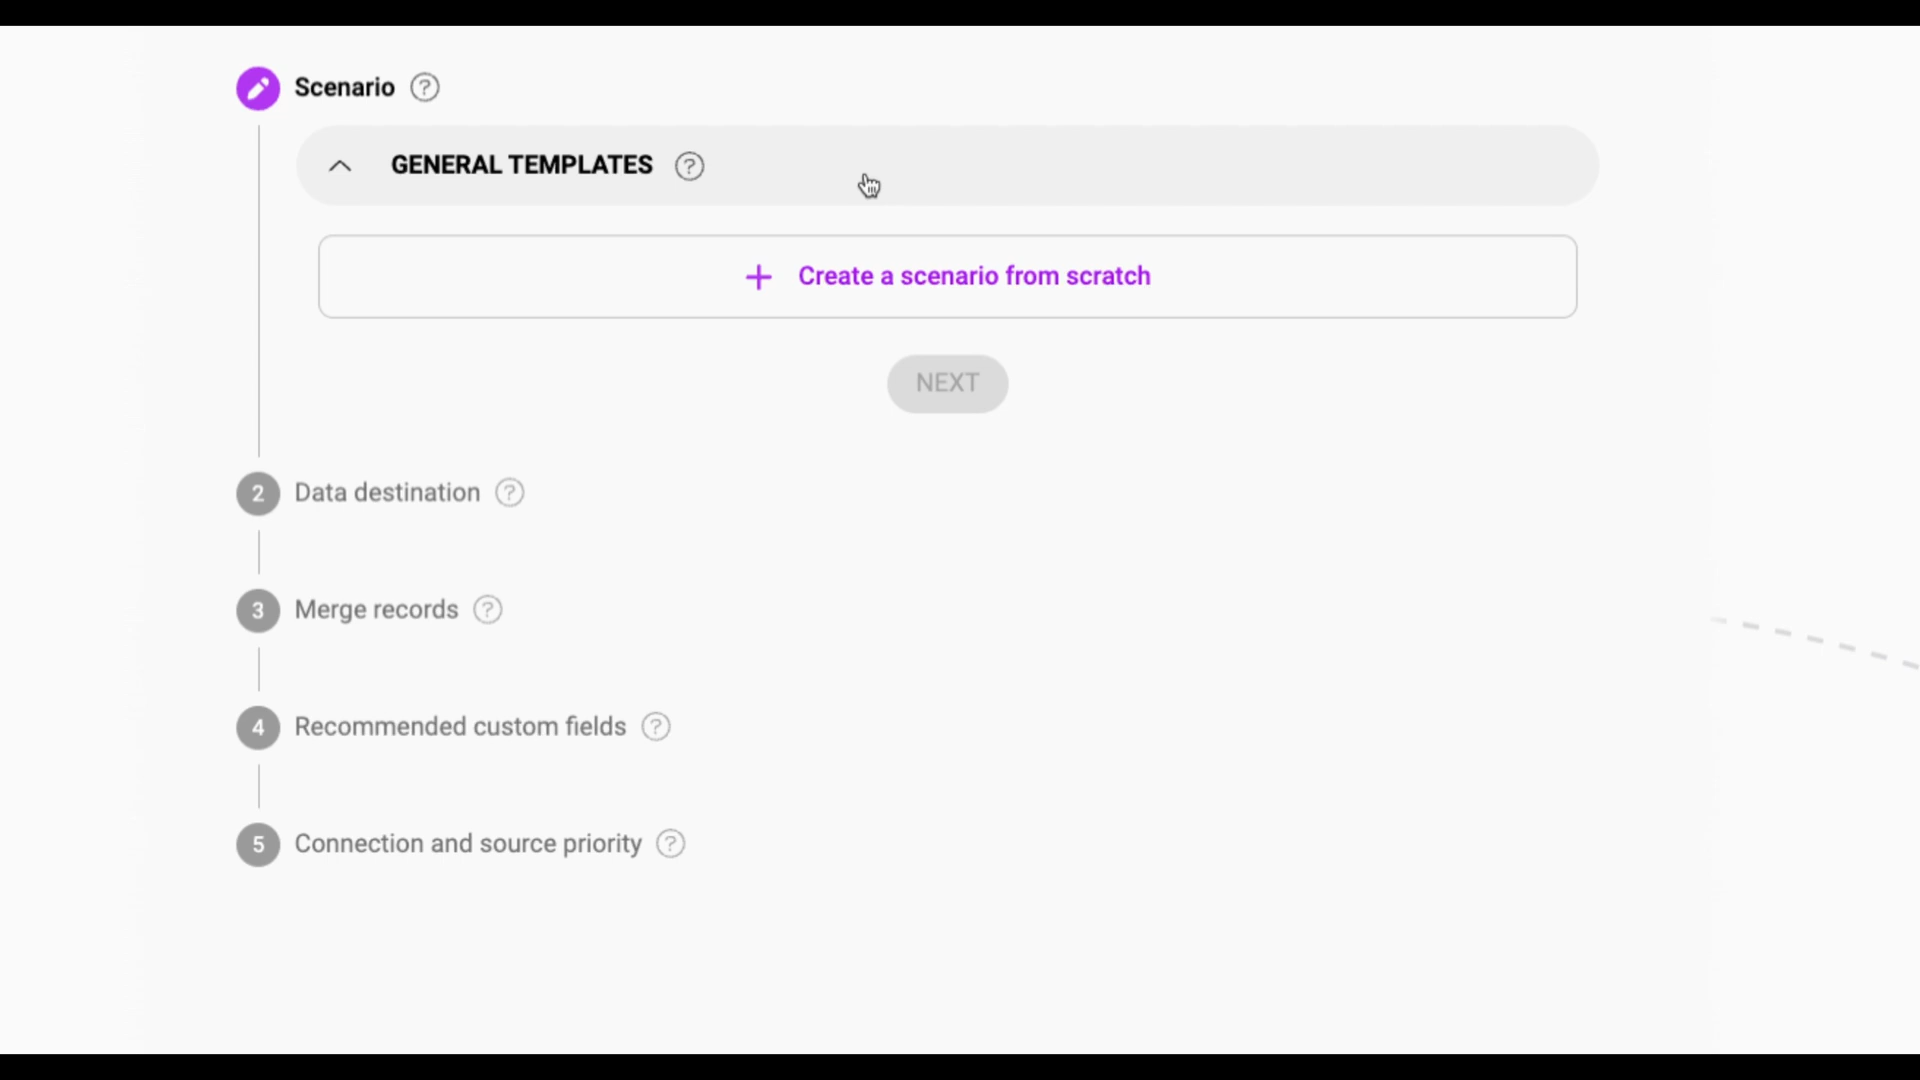 Scenario ?
GENERAL TEMPLATES ?
+ Create a scenario from scratch
NEXT
2 Data destination ?
3 Merge records ?
4 Recommended custom fields ?
5 Connection and source priority ?